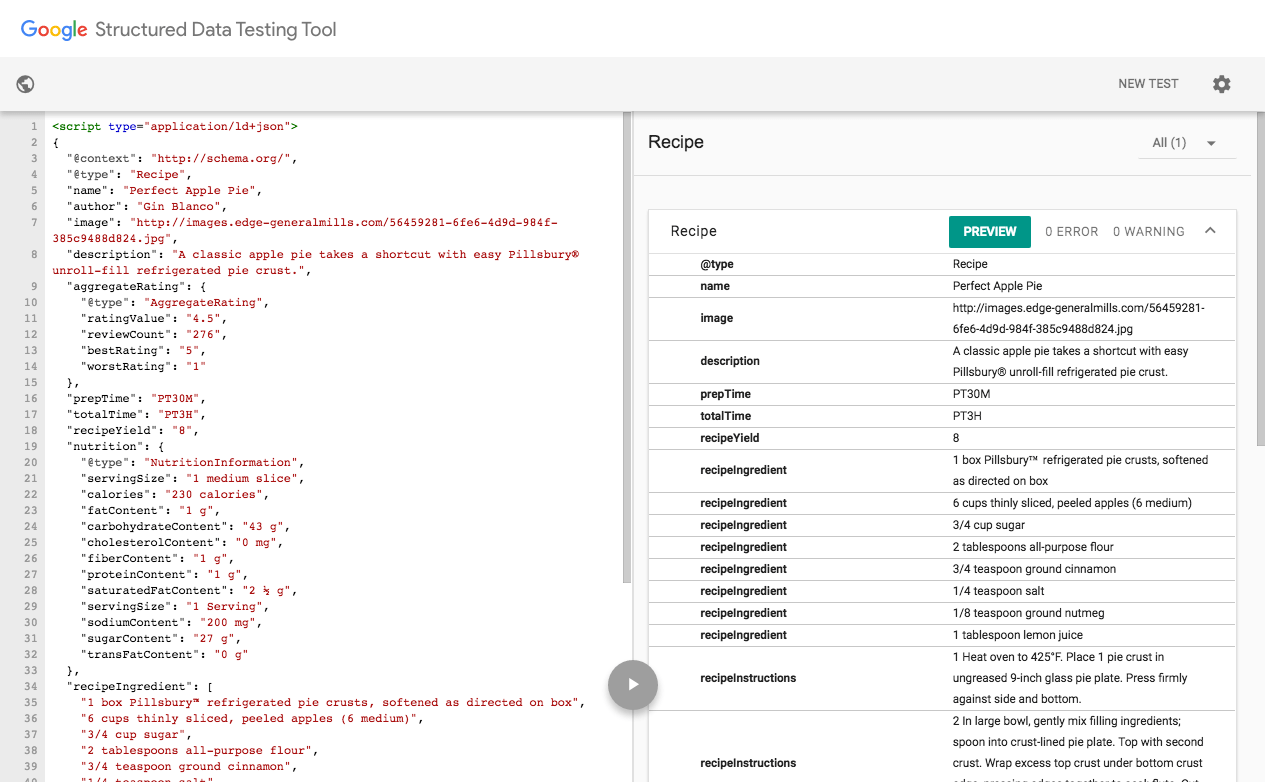 Google Structured Data Testing Tool
NEW TEST
1 <script type="application/ld+json">
2 {
3 "@context": "http://schema.org/",
4 "@type": "Recipe",
5 "name": "Perfect Apple Pie",
6 "author": "Gin Blanco",
7 "image": "http://images.edge-generalmills.com/56459281-6fe6-4d9d-984f-
385c9488d824.jpg",
8 "description": "A classic apple pie takes a shortcut with easy Pillsbury®
unroll-fill refrigerated pie crust.",
9 "aggregateRating": {
10 "@type": "AggregateRating",
11 "ratingValue": "4.5",
12 "reviewCount": "276",
13 "bestRating": "5",
14 "worstRating": "1"
15 },
16 "prepTime": "PT30M",
17 "totalTime": "PT3H",
18 "recipeYield": "8",
19 "nutrition": {
20 "@type": "NutritionInformation",
21 "servingSize": "1 medium slice",
22 "calories": "230 calories",
23 "fatContent": "1 g",
24 "carbohydrateContent": "43 g",
25 "cholesterolContent": "0 mg",
26 "fiberContent": "1 g",
27 "proteinContent": "1 g",
28 "saturatedFatContent": "2 ½ g",
29 "servingSize": "1 Serving",
30 "sodiumContent": "200 mg",
31 "sugarContent": "27 g",
32 "transFatContent": "0 g"
33 },
34 "recipeIngredient": [
35 "1 box Pillsbury™ refrigerated pie crusts, softened as directed on box",
36 "6 cups thinly sliced, peeled apples (6 medium)",
37 "3/4 cup sugar",
38 "2 tablespoons all-purpose flour",
39 "3/4 teaspoon ground cinnamon",
40 "1/4 teaspoon salt"
Recipe
All (1)
Recipe
PREVIEW 0 ERROR 0 WARNING
@type Recipe
name Perfect Apple Pie
image http://images.edge-generalmills.com/56459281-
6fe6-4d9d-984f-385c9488d824.jpg
description A classic apple pie takes a shortcut with easy
Pillsbury® unroll-fill refrigerated pie crust.
prepTime PT30M
totalTime PT3H
recipeYield 8
recipeIngredient 1 box Pillsbury™ refrigerated pie crusts, softened
as directed on box
recipeIngredient 6 cups thinly sliced, peeled apples (6 medium)
recipeIngredient 3/4 cup sugar
recipeIngredient 2 tablespoons all-purpose flour
recipeIngredient 3/4 teaspoon ground cinnamon
recipeIngredient 1/4 teaspoon salt
recipeIngredient 1/8 teaspoon ground nutmeg
recipeIngredient 1 tablespoon lemon juice
recipeInstructions 1 Heat oven to 425°F. Place 1 pie crust in
ungreased 9-inch glass pie plate. Press firmly
against side and bottom.
recipeInstructions 2 In large bowl, gently mix filling ingredients;
spoon into crust-lined pie plate. Top with second
crust. Wrap excess top crust under bottom crust